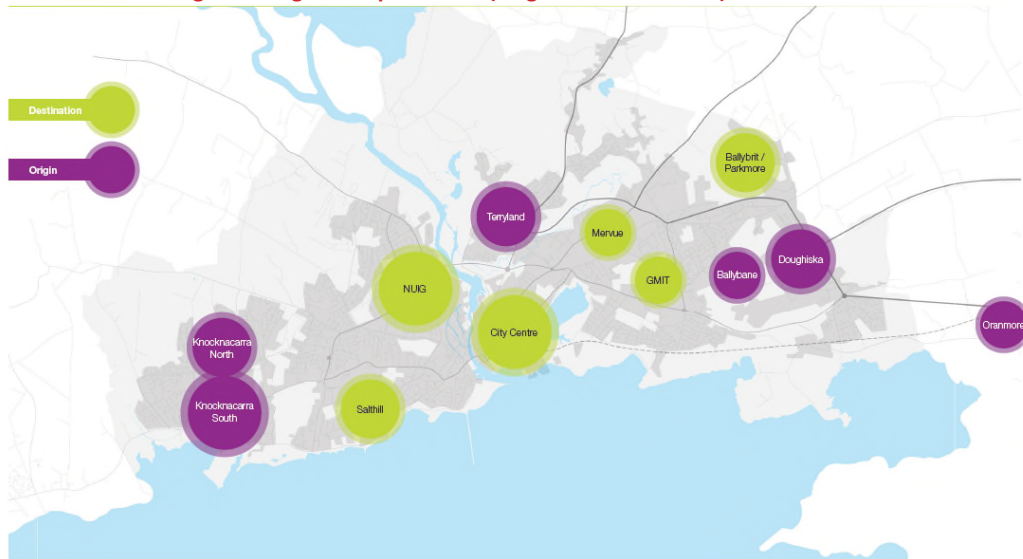 Destination
Origin
Ballybrit /
Parkmore
Terryland
Mervue
Doughiska
GMIT
Ballybane
NUIG
Oranmore
City Centre
Knocknacarra
North
Knocknacarra
South
Salthill